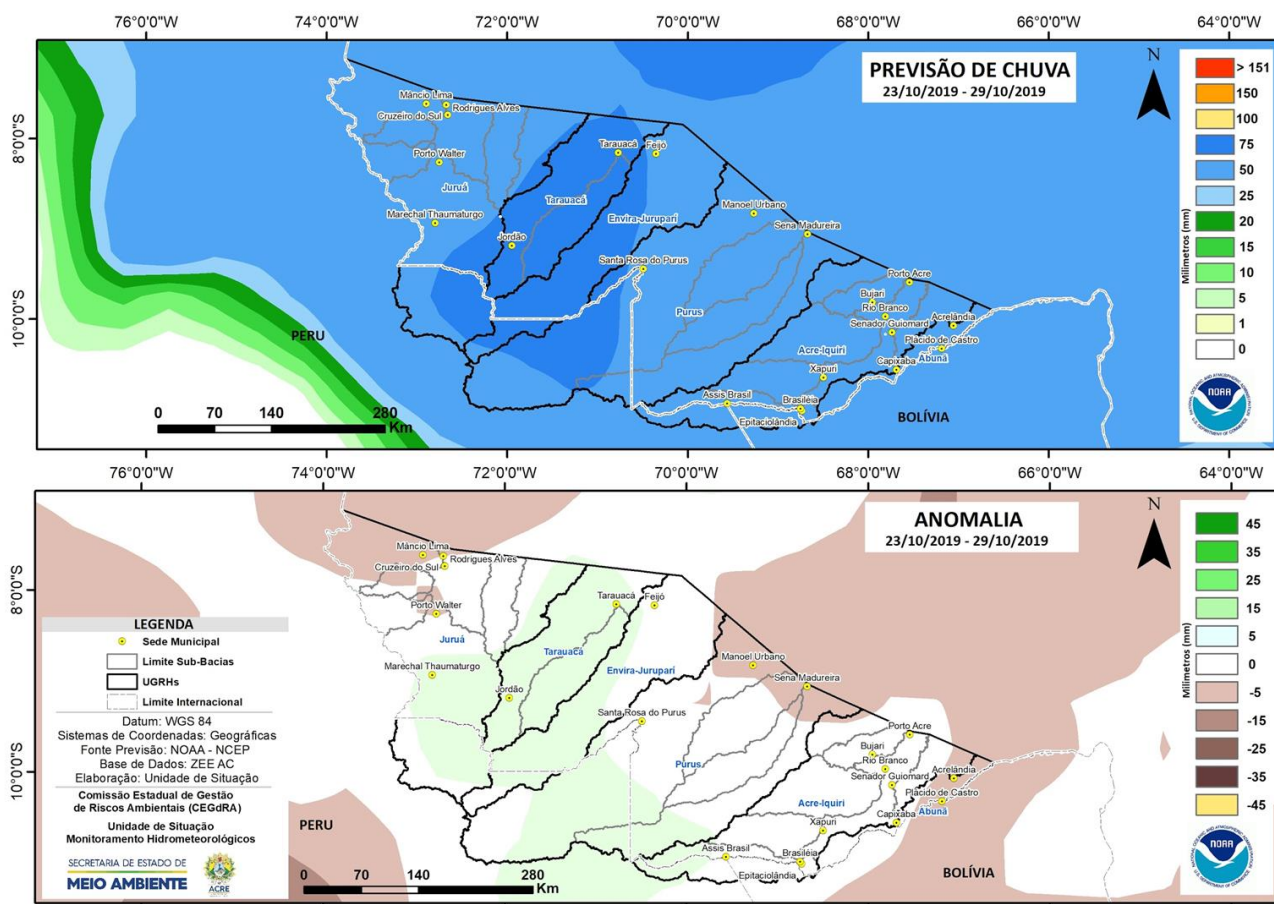 76°0'0"W
74°0'0"W
72°0'0"W
70°0'0"W
68°0'0"W
66°0'0"W
64°0'0"W
8°0'0"S
10°0'0"S
PREVISÃO DE CHUVA
23/10/2019 - 29/10/2019
N
Mâncio Lima
Rodrigues Alves
Cruzeiro do Sul
Porto Walter
Juruá
Marechal Thaumaturgo
Tarauacá
Feijó
Tarauacá
Envira-Jurupari
Jordão
Santa Rosa do Purus
Manoel Urbano
Sena Madureira
Purus
Porto Acre
Bujari
Rio Branco
Senador Guiomard
Acrelândia
Plácido de Castro
Abunã
Capixaba
Acre-Iquiri
Xapuri
Assis Brasil
Brasiléia
Epitaciolândia
PERU
BOLÍVIA
0 70 140 280
Km
Milímetros (mm)
> 151
150
100
75
50
25
20
15
10
5
1
0
NOAA
76°0'0"W
74°0'0"W
72°0'0"W
70°0'0"W
68°0'0"W
66°0'0"W
64°0'0"W
8°0'0"S
10°0'0"S
ANOMALIA
23/10/2019 - 29/10/2019
N
Mâncio Lima
Rodrigues Alves
Cruzeiro do Sul
Porto Walter
Juruá
Marechal Thaumaturgo
Tarauacá
Feijó
Tarauacá
Envira-Jurupari
Jordão
Santa Rosa do Purus
Manoel Urbano
Sena Madureira
Purus
Porto Acre
Bujari
Rio Branco
Senador Guiomard
Acrelândia
Plácido de Castro
Abunã
Capixaba
Acre-Iquiri
Xapuri
Assis Brasil
Brasiléia
Epitaciolândia
PERU
BOLÍVIA
0 70 140 280
Km
Milímetros (mm)
45
35
25
15
5
0
-5
-15
-25
-35
-45
NOAA
LEGENDA
Sede Municipal
Limite Sub-Bacias
UGRHs
Limite Internacional
Datum: WGS 84
Sistemas de Coordenadas: Geográficas
Fonte Previsão: NOAA - NCEP
Base de Dados: ZEE AC
Elaboração: Unidade de Situação
Comissão Estadual de Gestão
de Riscos Ambientais (CEGdRA)
Unidade de Situação
Monitoramento Hidrometeorológicos
SECRETARIA DE ESTADO DE
MEIO AMBIENTE
ACRE